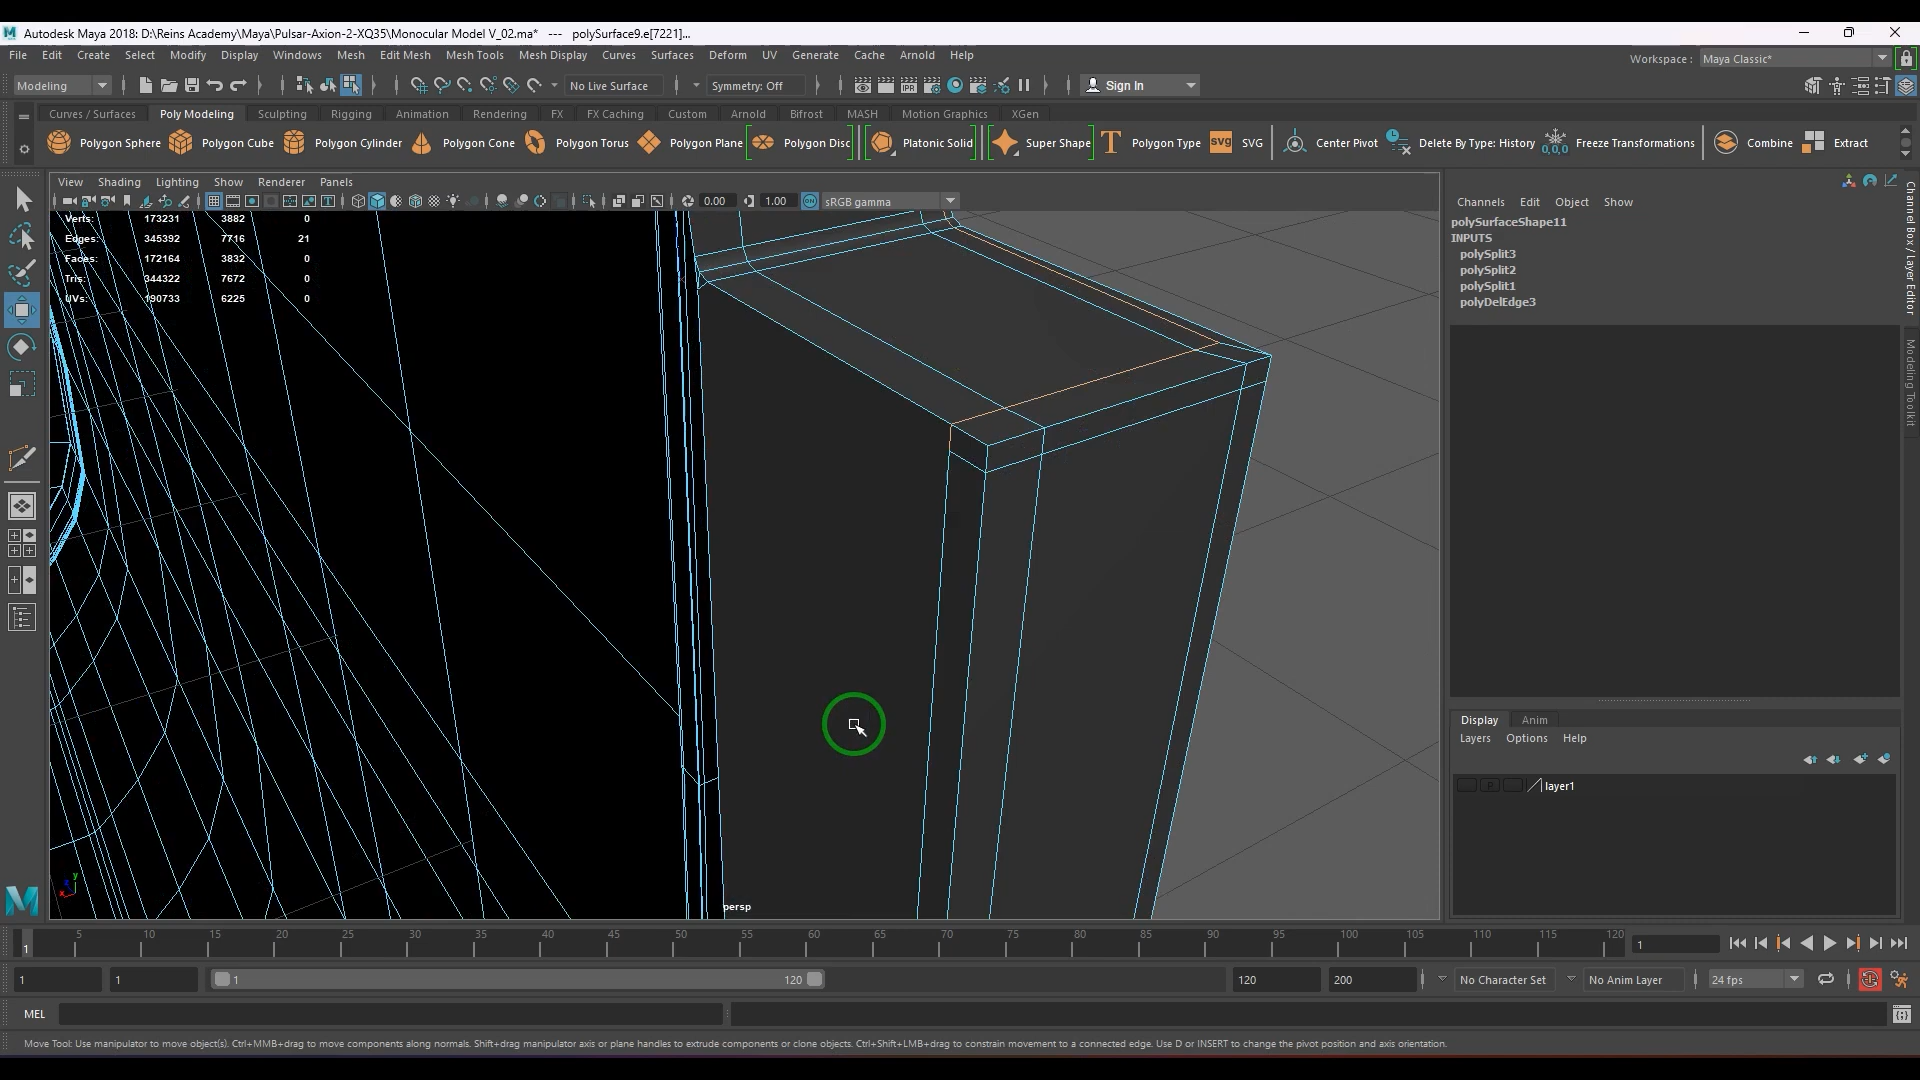 Autodesk Maya 2018: D:\Reins Academy\Maya\Pulsar-Axion-2-XQ35\Monocular Model V_02.ma* --- polySurface9.e[7221]...
File Edit Create Select Modify Display Windows Mesh Edit Mesh Mesh Tools Mesh Display Curves Surfaces Deform UV Generate Cache Arnold Help
Workspace : Maya Classic*
Modeling No Live Surface Symmetry: Off Sign In
Curves / Surfaces Poly Modeling Sculpting Rigging Animation Rendering FX FX Caching Custom Arnold Bifrost MASH Motion Graphics XGen
Polygon Sphere Polygon Cube Polygon Cylinder Polygon Cone Polygon Torus Polygon Plane Polygon Disc Platonic Solid Super Shape Polygon Type SVG SVG Center Pivot Delete By Type: History 0,0,0 Freeze Transformations Combine Extract
View Shading Lighting Show Renderer Panels
0.00 1.00 ON sRGB gamma
Verts: 173231 3882 0
Edges: 345392 7716 21
Faces: 172164 3832 0
Tris: 344322 7672 0
UVs: 190733 6225 0
persp
Channels Edit Object Show
polySurfaceShape11
INPUTS
polySplit3
polySplit2
polySplit1
polyDelEdge3
Channel Box / Layer Editor
Modeling Toolkit
Display Anim
Layers Options Help
P layer1
1 5 10 15 20 25 30 35 40 45 50 55 60 65 70 75 80 85 90 95 100 105 110 115 120 1
1 1 1 120 120 200 No Character Set No Anim Layer 24 fps
MEL
Move Tool: Use manipulator to move object(s). Ctrl+MMB+drag to move components along normals. Shift+drag manipulator axis or plane handles to extrude components or clone objects. Ctrl+Shift+LMB+drag to constrain movement to a connected edge. Use D or INSERT to change the pivot position and axis orientation.